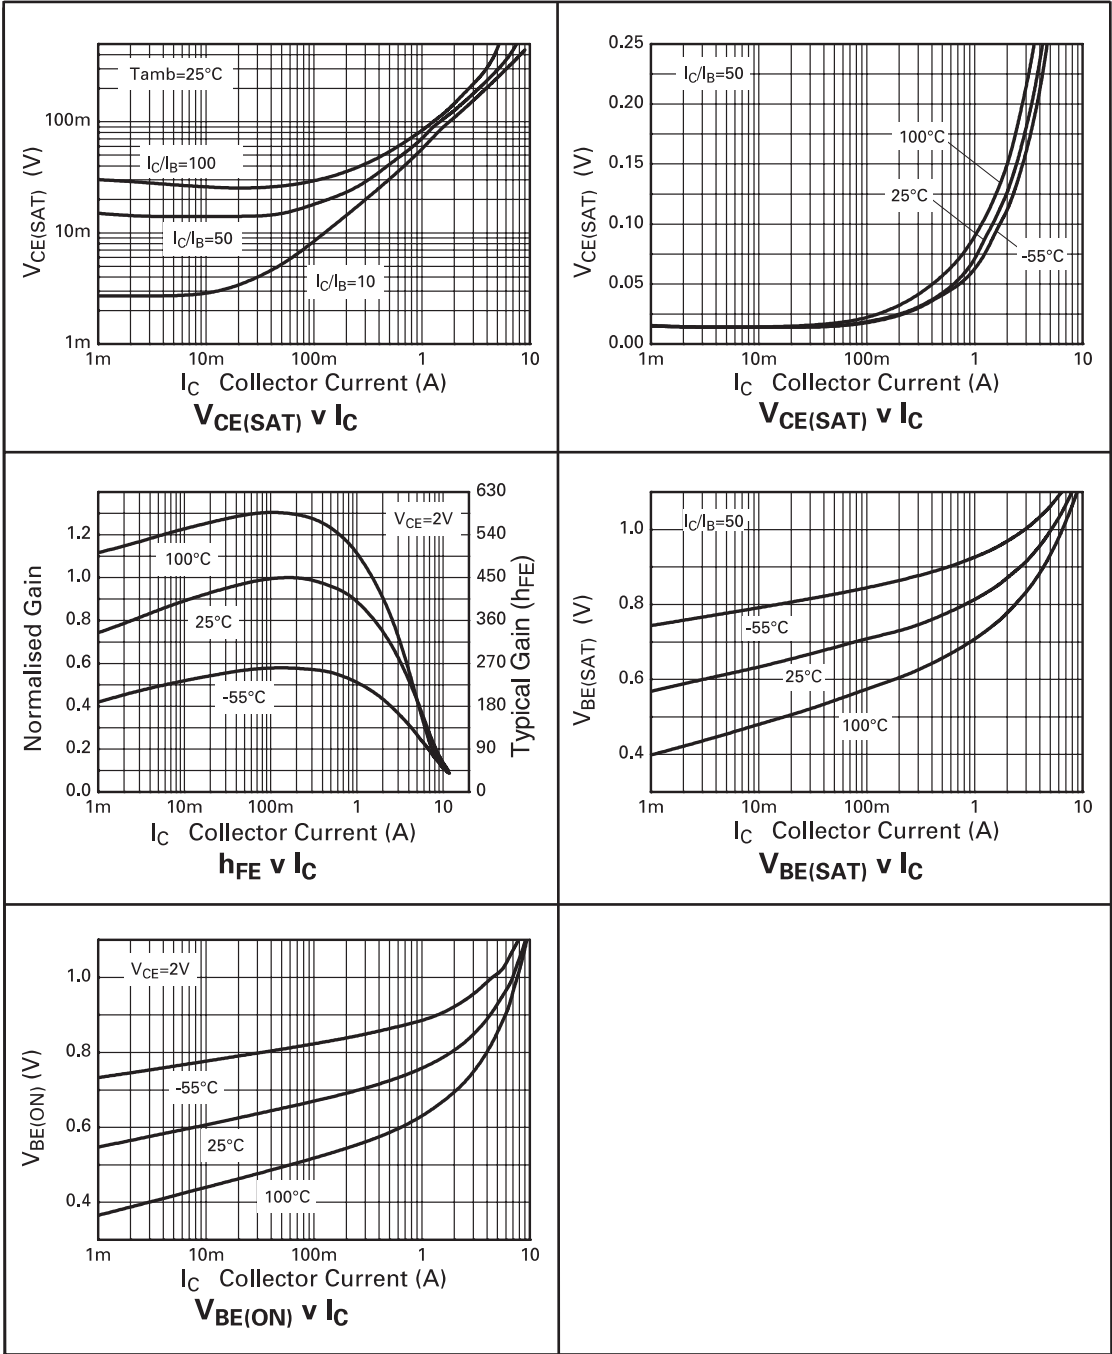 Tamb=25°C
IC/IB=100
IC/IB=50
IC/IB=10
100m
10m
1m
VCE(SAT) (V)
1m 10m 100m 1 10
IC Collector Current (A)
VCE(SAT) v IC
IC/IB=50
100°C
25°C
-55°C
0.25
0.20
0.15
0.10
0.05
0.00
VCE(SAT) (V)
1m 10m 100m 1 10
IC Collector Current (A)
VCE(SAT) v IC
VCE=2V
100°C
25°C
-55°C
1.2
1.0
0.8
0.6
0.4
0.2
0.0
Normalised Gain
630
540
450
360
270
180
90
0
Typical Gain (hFE)
1m 10m 100m 1 10
IC Collector Current (A)
hFE v IC
IC/IB=50
-55°C
25°C
100°C
1.0
0.8
0.6
0.4
VBE(SAT) (V)
1m 10m 100m 1 10
IC Collector Current (A)
VBE(SAT) v IC
VCE=2V
-55°C
25°C
100°C
1.0
0.8
0.6
0.4
VBE(ON) (V)
1m 10m 100m 1 10
IC Collector Current (A)
VBE(ON) v IC